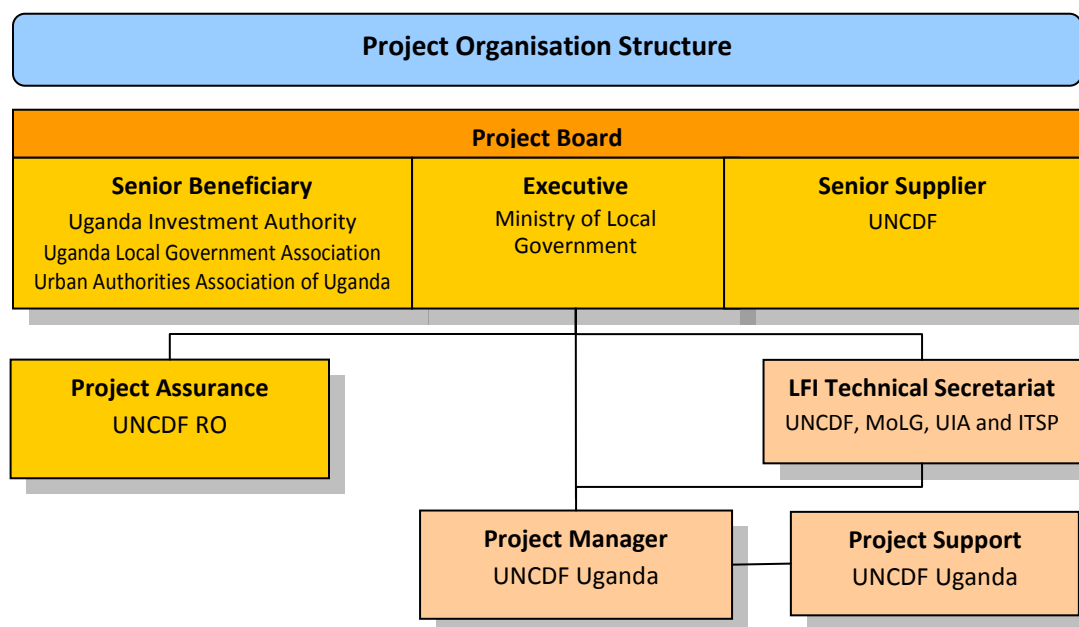 Project Organisation Structure
Project Board
Senior Beneficiary
Uganda Investment Authority
Uganda Local Government Association
Urban Authorities Association of Uganda
Executive
Ministry of Local
Government
Senior Supplier
UNCDF
Project Assurance
UNCDF RO
LFI Technical Secretariat
UNCDF, MoLG, UIA and ITSP
Project Manager
UNCDF Uganda
Project Support
UNCDF Uganda